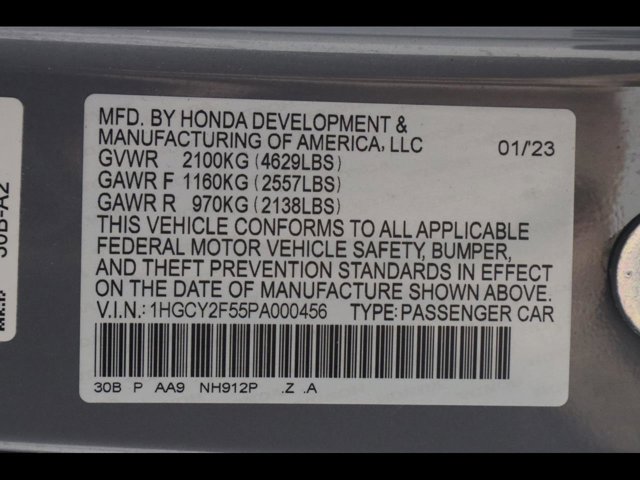 MFD. BY HONDA DEVELOPMENT &
MANUFACTURING OF AMERICA, LLC 01/'23
GVWR 2100KG (4629LBS)
GAWR F 1160KG (2557LBS)
GAWR R 970KG (2138LBS)
THIS VEHICLE CONFORMS TO ALL APPLICABLE
FEDERAL MOTOR VEHICLE SAFETY, BUMPER,
AND THEFT PREVENTION STANDARDS IN EFFECT
ON THE DATE OF MANUFACTURE SHOWN ABOVE.
V.I.N.: 1HGCY2F55PA000456 TYPE: PASSENGER CAR
30B P AA9 NH912P .Z .A
30B-A2